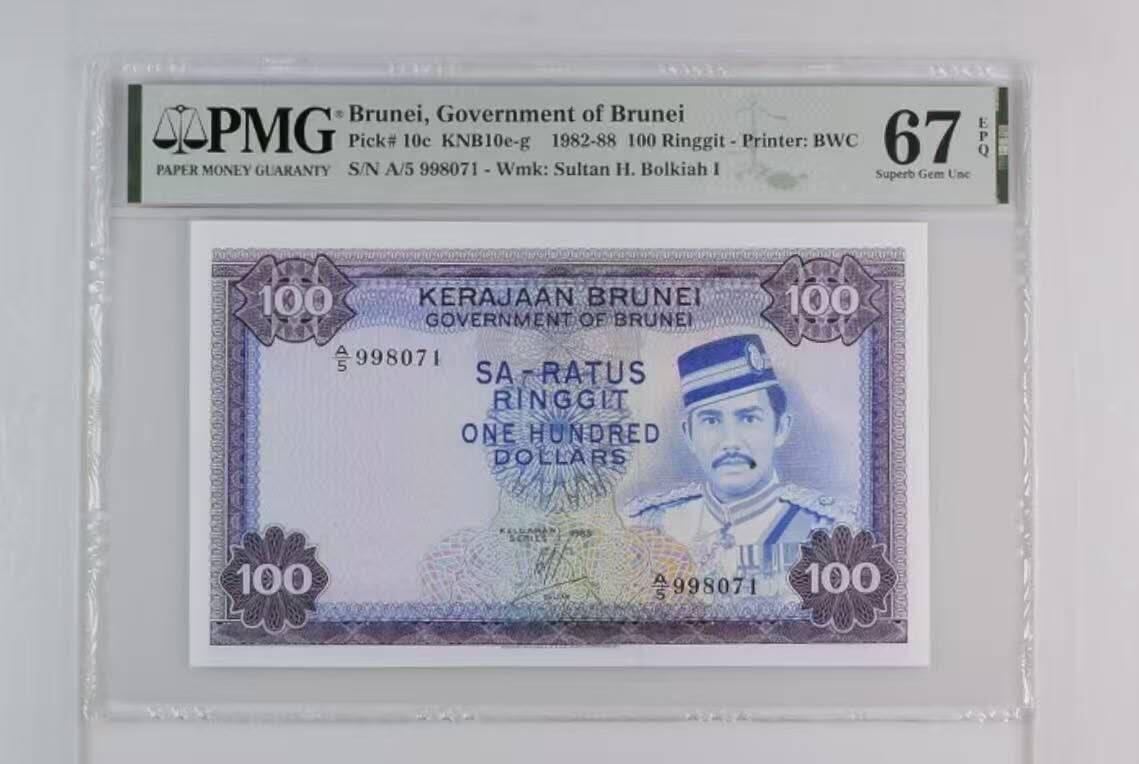 PMG®
PAPER MONEY GUARANTY
Brunei, Government of Brunei
Pick# 10c KNB10e-g 1982-88 100 Ringgit - Printer: BWC
S/N A/5 998071 - Wmk: Sultan H. Bolkiah I
67 EPQ
Superb Gem Unc
100
KERAJAAN BRUNEI
100
GOVERNMENT OF BRUNEI
A/5 998071
SA-RATUS
RINGGIT
ONE HUNDRED
DOLLARS
KELUARAN
SERIES
A/5 998071
100
100